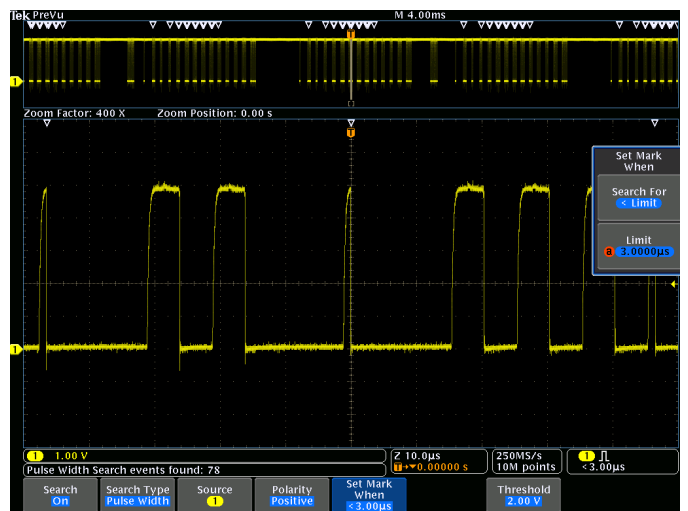 Tek PreVu M 4.00ms
T
1
Zoom Factor: 400 X Zoom Position: 0.00 s
T
Set Mark
When
Search For
< Limit
Limit
a 3.0000µs
1
1 1.00 V
Z 10.0µs
T→▼0.00000 s
250MS/s
10M points
1
<3.00µs
Pulse Width Search events found: 78
Search
On
Search Type
Pulse Width
Source
1
Polarity
Positive
Set Mark
When
<3.00µs
Threshold
2.00 V